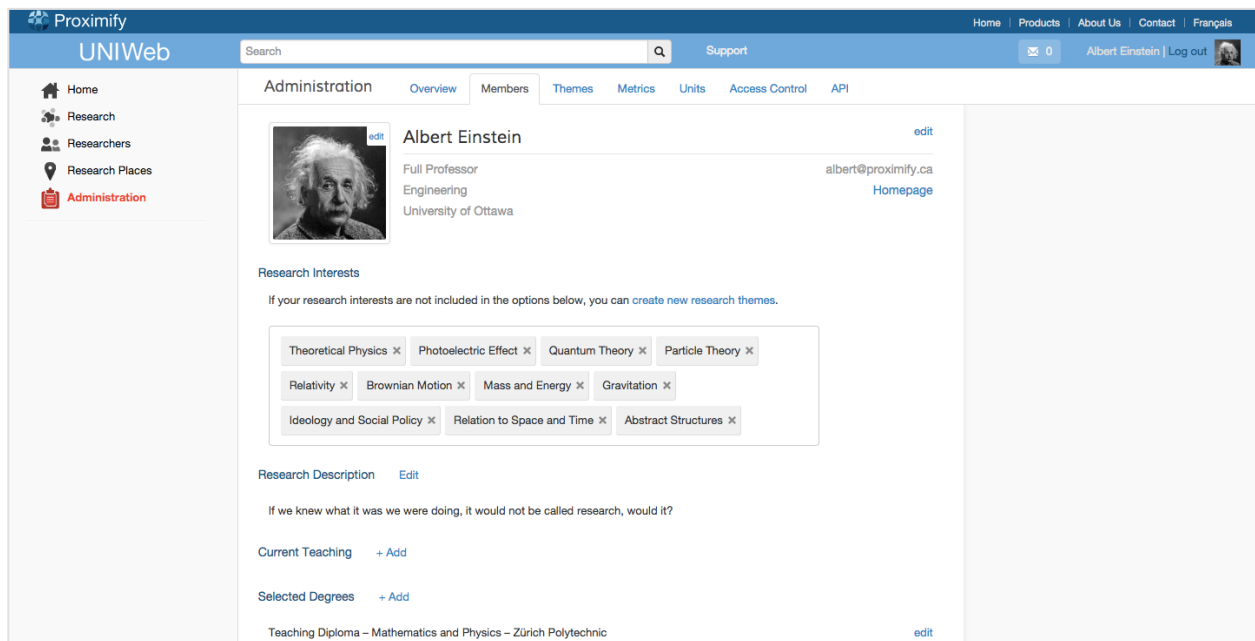 Proximify
Home | Products | About Us | Contact | Français
UNIWeb
Search
Support
0
Albert Einstein | Log out
Home
Research
Researchers
Research Places
Administration
Administration
Overview
Members
Themes
Metrics
Units
Access Control
API
edit
Albert Einstein
edit
Full Professor
albert@proximify.ca
Engineering
Homepage
University of Ottawa
Research Interests
If your research interests are not included in the options below, you can create new research themes.
Theoretical Physics × Photoelectric Effect × Quantum Theory × Particle Theory ×
Relativity × Brownian Motion × Mass and Energy × Gravitation ×
Ideology and Social Policy × Relation to Space and Time × Abstract Structures ×
Research Description Edit
If we knew what it was we were doing, it would not be called research, would it?
Current Teaching + Add
Selected Degrees + Add
Teaching Diploma – Mathematics and Physics – Zürich Polytechnic edit